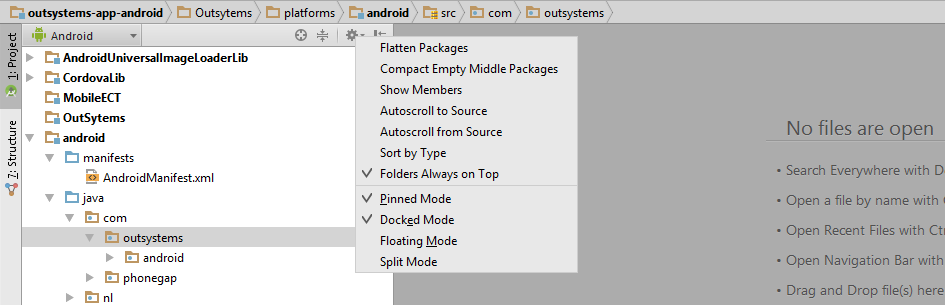 outsystems-app-android Outsytems platforms android src com outsystems
Android
1: Project
7: Structure
AndroidUniversalImageLoaderLib
CordovaLib
MobileECT
OutSytems
android
manifests
AndroidManifest.xml
java
com
outsystems
android
phonegap
nl
Flatten Packages
Compact Empty Middle Packages
Show Members
Autoscroll to Source
Autoscroll from Source
Sort by Type
Folders Always on Top
Pinned Mode
Docked Mode
Floating Mode
Split Mode
No files are open
• Search Everywhere with D
• Open a file by name with C
• Open Recent Files with Ctr
• Open Navigation Bar with
• Drag and Drop file(s) here